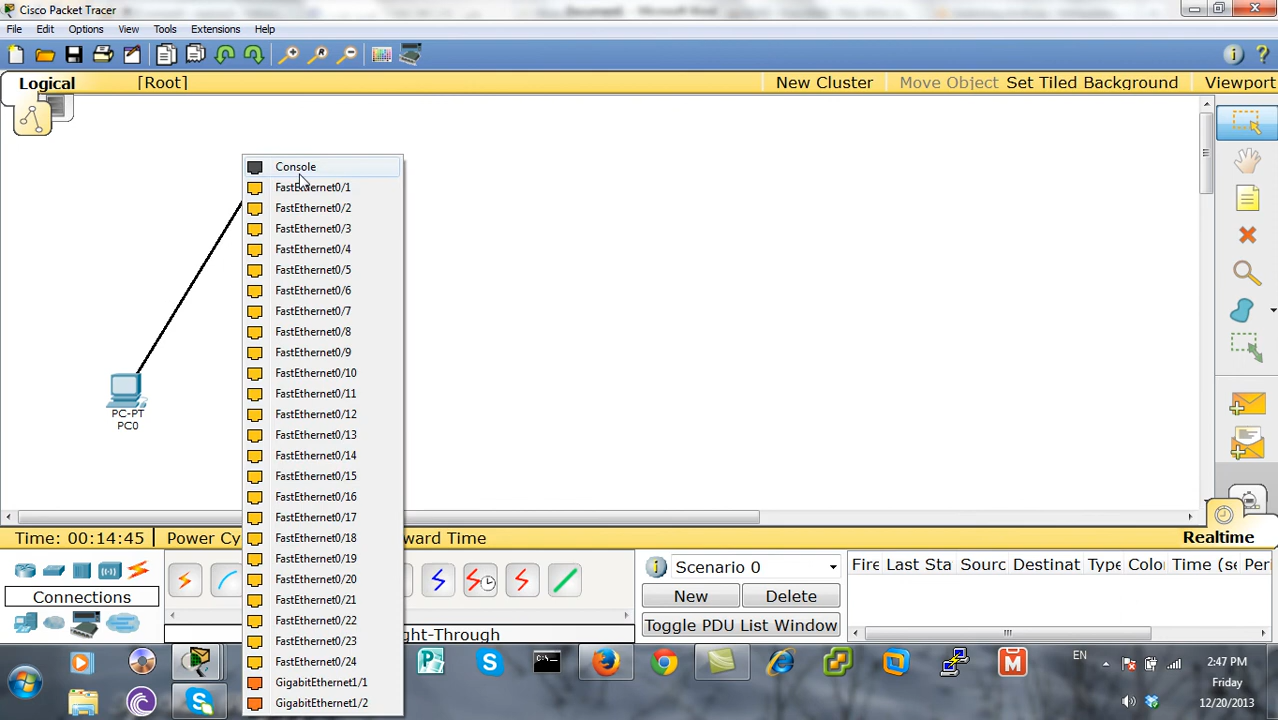 Cisco Packet Tracer
File Edit Options View Tools Extensions Help
Logical [Root] New Cluster Move Object Set Tiled Background Viewport
Console
FastEthernet0/1
FastEthernet0/2
FastEthernet0/3
FastEthernet0/4
FastEthernet0/5
FastEthernet0/6
FastEthernet0/7
FastEthernet0/8
FastEthernet0/9
FastEthernet0/10
FastEthernet0/11
FastEthernet0/12
FastEthernet0/13
FastEthernet0/14
FastEthernet0/15
FastEthernet0/16
FastEthernet0/17
FastEthernet0/18
FastEthernet0/19
FastEthernet0/20
FastEthernet0/21
FastEthernet0/22
FastEthernet0/23
FastEthernet0/24
GigabitEthernet1/1
GigabitEthernet1/2
PC-PT
PC0
Time: 00:14:45 Power Cy ward Time Realtime
Connections
ght-Through
Scenario 0
New Delete
Toggle PDU List Window
Fire Last Sta Sourc Destinat Type Colo Time (se Peri
EN 2:47 PM
Friday
12/20/2013